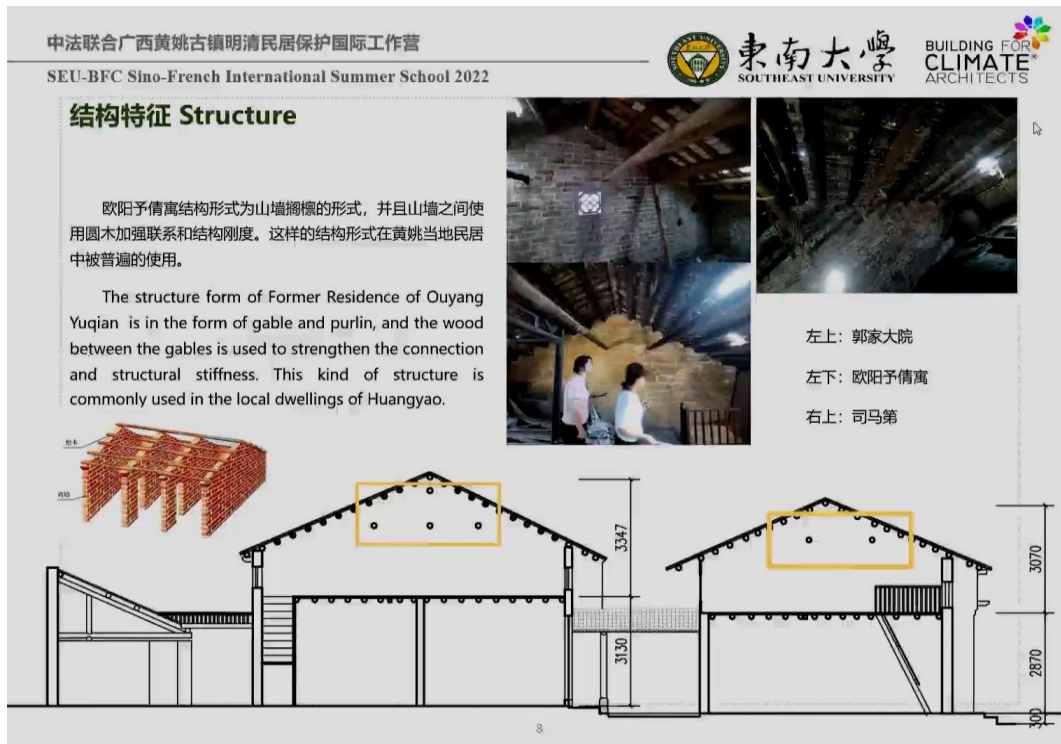 中法联合广西黄姚古镇明清民居保护国际工作营
SEU-BFC Sino-French International Summer School 2022
東南大學
SOUTHEAST UNIVERSITY
BUILDING FOR
CLIMATE
ARCHITECTS
结构特征 Structure
欧阳予倩寓结构形式为山墙搁檩的形式，并且山墙之间使
用圆木加强联系和结构刚度。这样的结构形式在黄姚当地民居
中被普遍的使用。
The structure form of Former Residence of Ouyang
Yuqian is in the form of gable and purlin, and the wood
between the gables is used to strengthen the connection
and structural stiffness. This kind of structure is
commonly used in the local dwellings of Huangyao.
左上：郭家大院
左下：欧阳予倩寓
右上：司马第
3347
3130
3070
2870
300
8